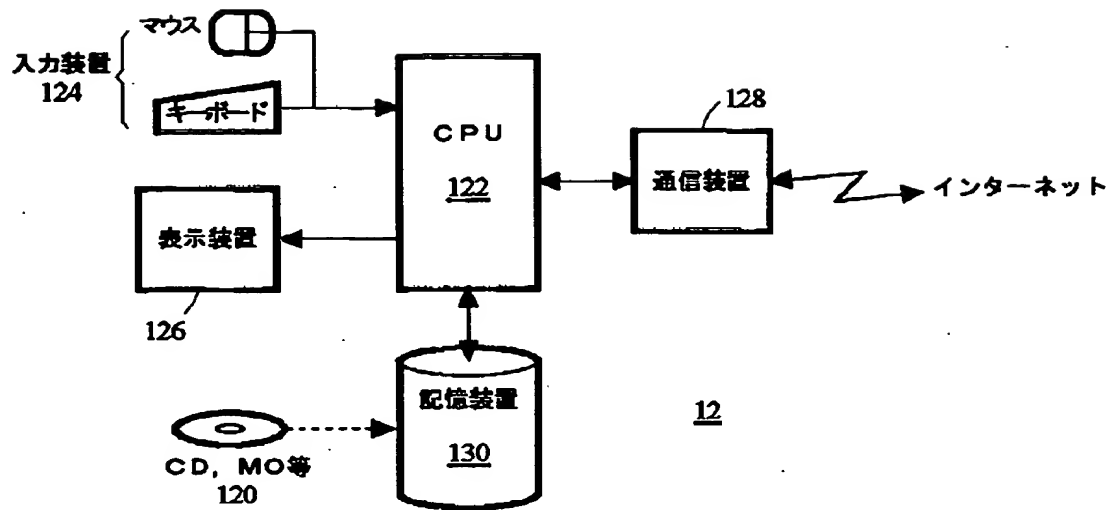 マウス
入力装置
124
キーボード
CPU
122
128
通信装置
インターネット
表示装置
126
記憶装置
130
CD, MO等
120
12